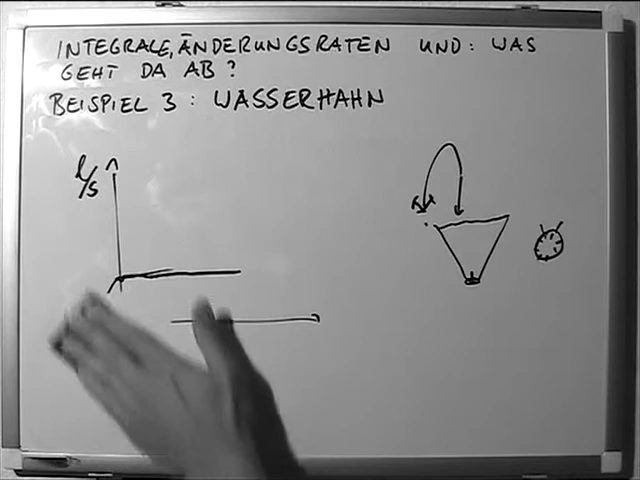 INTEGRALE, ÄNDERUNGSRATEN UND: WAS
GEHT DA AB?
BEISPIEL 3: WASSERHAHN
l/s